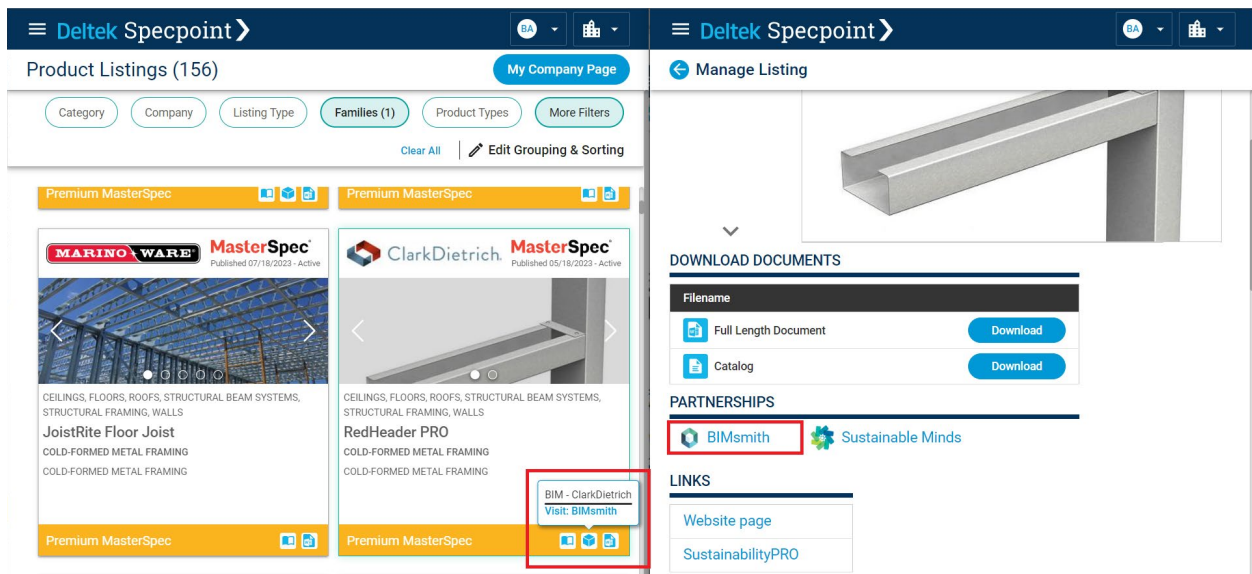 Deltek Specpoint
BA
Product Listings (156)
My Company Page
Category
Company
Listing Type
Families (1)
Product Types
More Filters
Clear All
Edit Grouping & Sorting
Premium MasterSpec
Premium MasterSpec
MARINO WARE
MasterSpec
Published 07/18/2023 - Active
CEILINGS, FLOORS, ROOFS, STRUCTURAL BEAM SYSTEMS,
STRUCTURAL FRAMING, WALLS
JoistRite Floor Joist
COLD-FORMED METAL FRAMING
COLD-FORMED METAL FRAMING
Premium MasterSpec
ClarkDietrich.
MasterSpec
Published 05/18/2023 - Active
CEILINGS, FLOORS, ROOFS, STRUCTURAL BEAM SYSTEMS,
STRUCTURAL FRAMING, WALLS
RedHeader PRO
COLD-FORMED METAL FRAMING
COLD-FORMED METAL FRAMING
BIM - ClarkDietrich
Visit: BIMsmith
Premium MasterSpec
Deltek Specpoint
BA
Manage Listing
DOWNLOAD DOCUMENTS
Filename
Full Length Document
Download
Catalog
Download
PARTNERSHIPS
BIMsmith
Sustainable Minds
LINKS
Website page
SustainabilityPRO